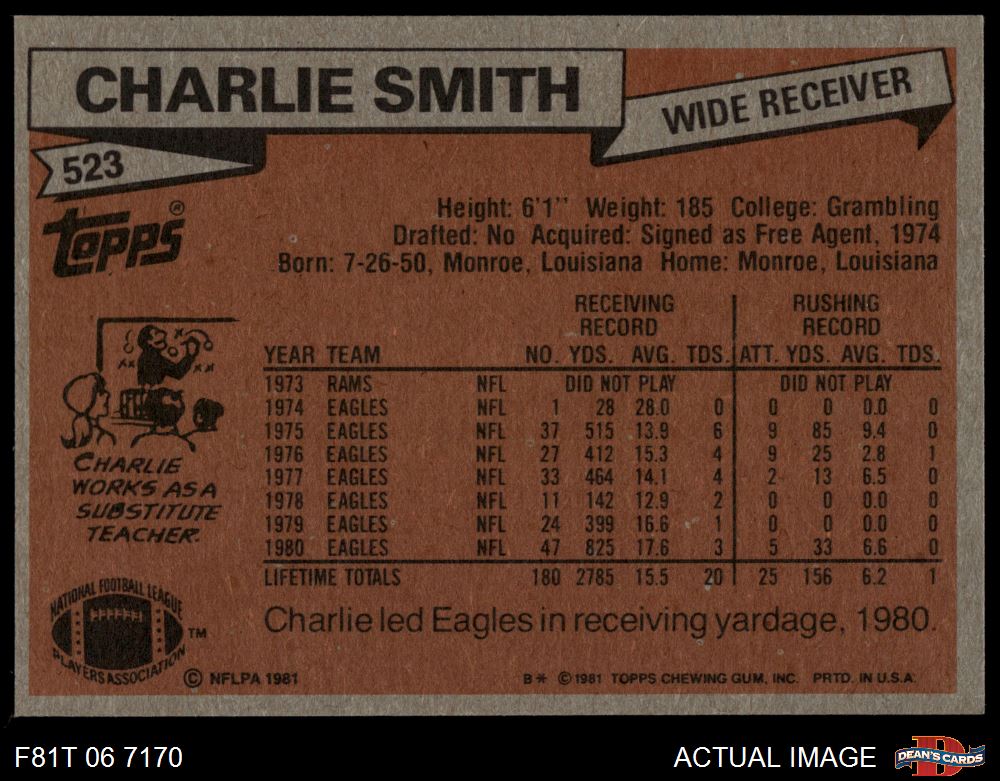 CHARLIE SMITH
WIDE RECEIVER
523
TOPPS®
Height: 6'1" Weight: 185 College: Grambling
Drafted: No Acquired: Signed as Free Agent, 1974
Born: 7-26-50, Monroe, Louisiana Home: Monroe, Louisiana
RECEIVING RUSHING
RECORD RECORD
YEAR TEAM NO. YDS. AVG. TDS. ATT. YDS. AVG. TDS.
1973 RAMS NFL DID NOT PLAY DID NOT PLAY
1974 EAGLES NFL 1 28 28.0 0 0 0 0.0 0
1975 EAGLES NFL 37 515 13.9 6 9 85 9.4 0
1976 EAGLES NFL 27 412 15.3 4 9 25 2.8 1
1977 EAGLES NFL 33 464 14.1 4 2 13 6.5 0
1978 EAGLES NFL 11 142 12.9 2 0 0 0.0 0
1979 EAGLES NFL 24 399 16.6 1 0 0 0.0 0
1980 EAGLES NFL 47 825 17.6 3 5 33 6.6 0
LIFETIME TOTALS 180 2785 15.5 20 25 156 6.2 1
CHARLIE
WORKS AS A
SUBSTITUTE
TEACHER.
Charlie led Eagles in receiving yardage, 1980.
NATIONAL FOOTBALL LEAGUE
PLAYERS ASSOCIATION
TM
© NFLPA 1981
B* © 1981 TOPPS CHEWING GUM, INC. PRTD. IN U.S.A.
F81T 06 7170
ACTUAL IMAGE
D
DEAN'S CARDS